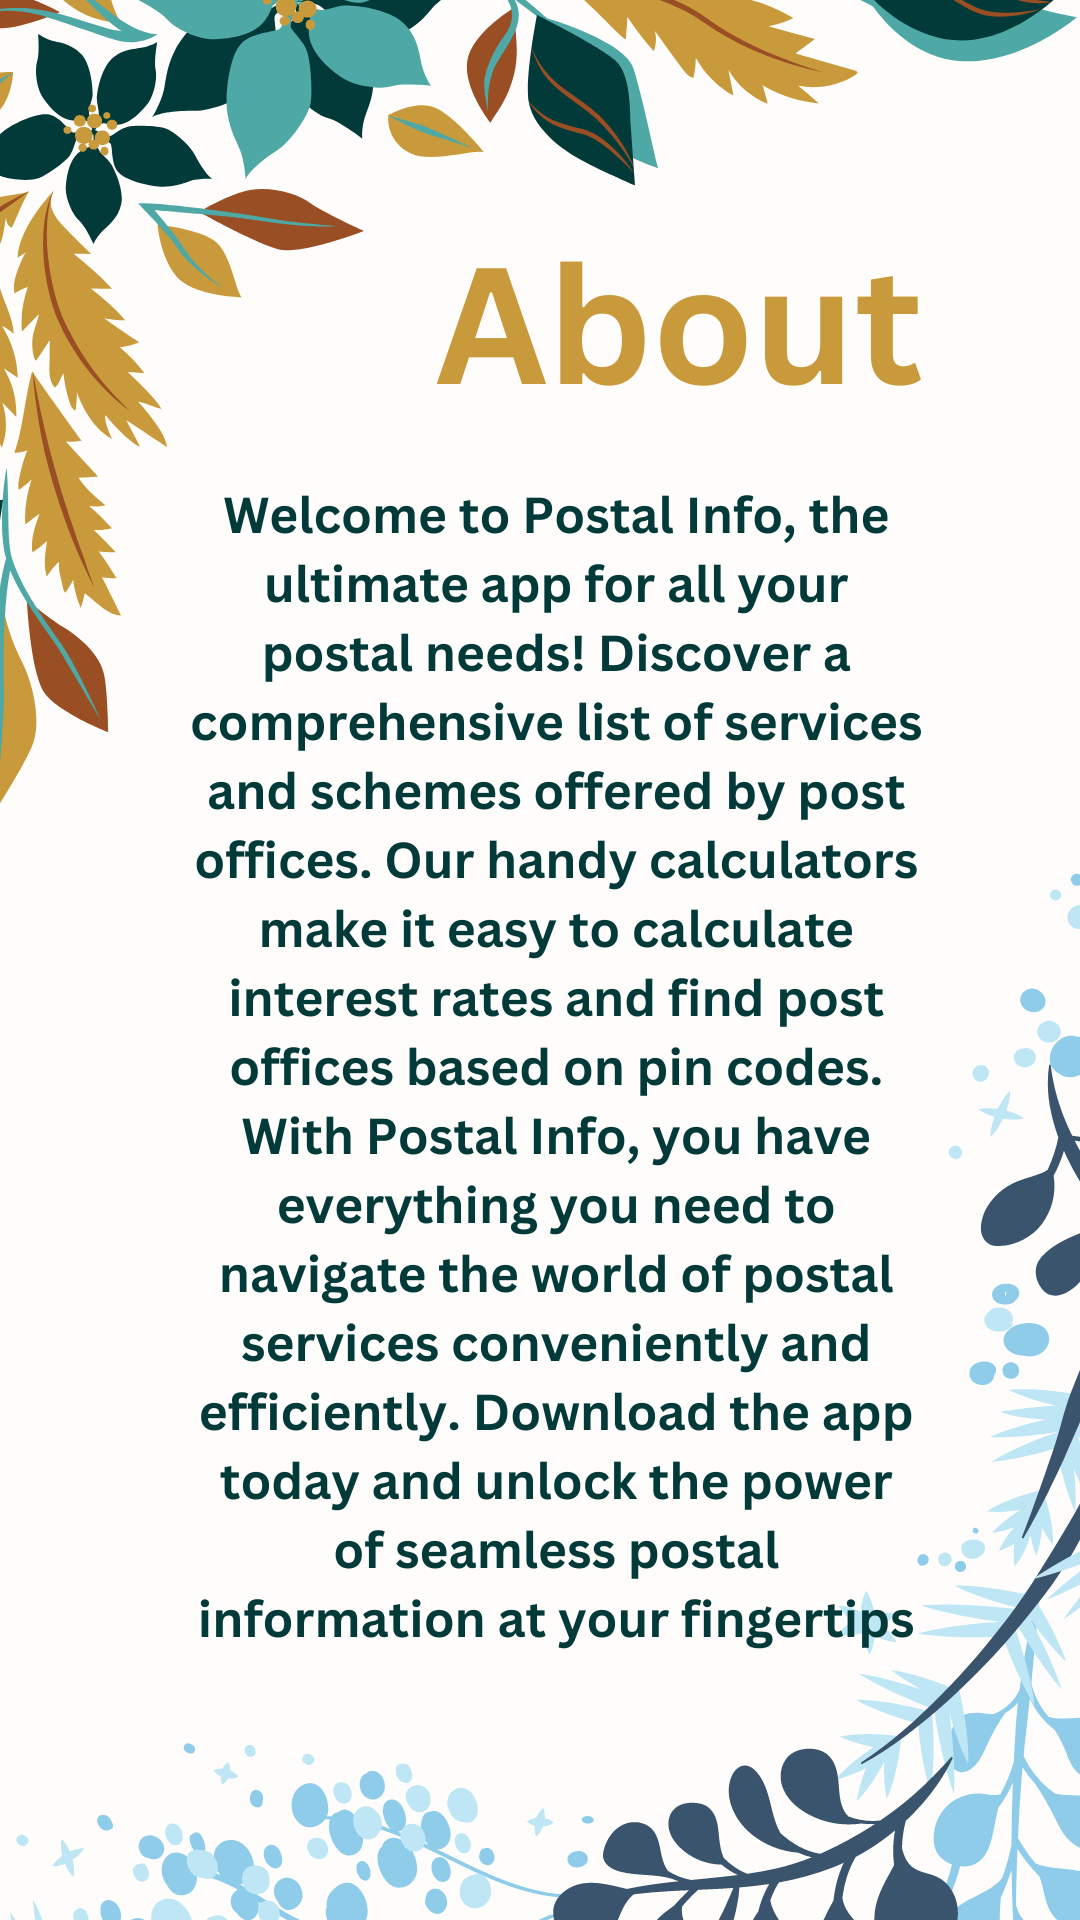 About
Welcome to Postal Info, the
ultimate app for all your
postal needs! Discover a
comprehensive list of services
and schemes offered by post
offices. Our handy calculators
make it easy to calculate
interest rates and find post
offices based on pin codes.
With Postal Info, you have
everything you need to
navigate the world of postal
services conveniently and
efficiently. Download the app
today and unlock the power
of seamless postal
information at your fingertips